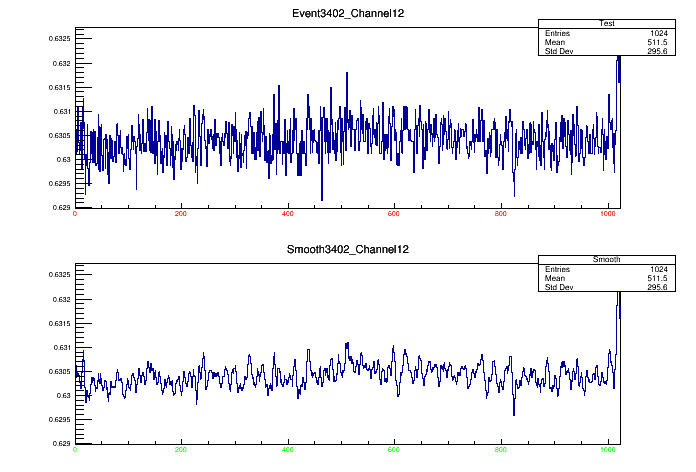 Event3402_Channel12
Test
Entries 1024
Mean 511.5
Std Dev 295.6
0.6325
0.632
0.6315
0.631
0.6305
0.63
0.6295
0.629
0 200 400 600 800 1000
Smooth3402_Channel12
Smooth
Entries 1024
Mean 511.5
Std Dev 295.6
0.6325
0.632
0.6315
0.631
0.6305
0.63
0.6295
0.629
0 200 400 600 800 1000